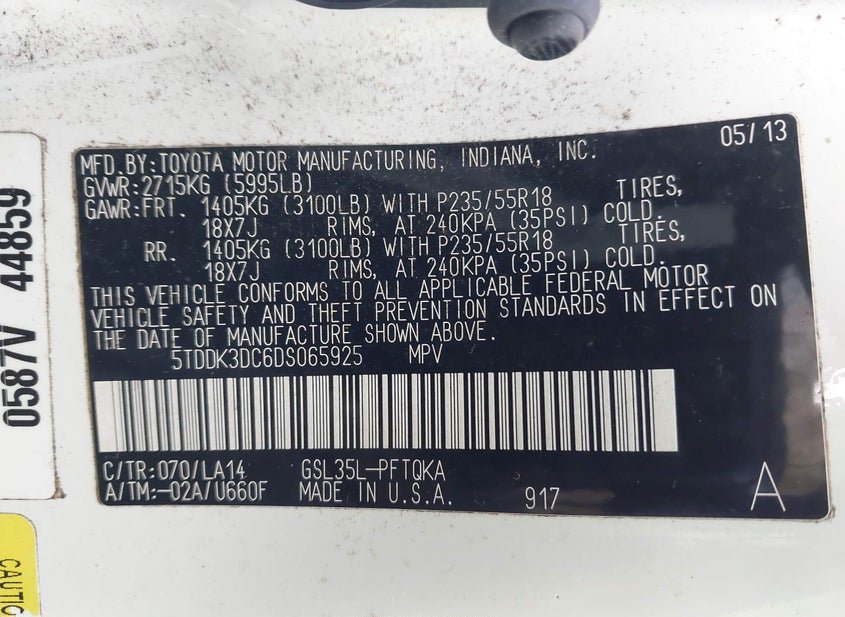 05/13
MFD.BY:TOYOTA MOTOR MANUFACTURING, INDIANA, INC.
GVWR:2715KG (5995LB)
GAWR:FRT. 1405KG (3100LB) WITH P235/55R18 TIRES,
18X7J RIMS, AT 240KPA (35PSI) COLD.
RR. 1405KG (3100LB) WITH P235/55R18 TIRES,
18X7J RIMS, AT 240KPA (35PSI) COLD.
THIS VEHICLE CONFORMS TO ALL APPLICABLE FEDERAL MOTOR
VEHICLE SAFETY AND THEFT PREVENTION STANDARDS IN EFFECT ON
THE DATE OF MANUFACTURE SHOWN ABOVE.
5TDDK3DC6DS065925 MPV
C/TR:070/LA14 GSL35L-PFTQKA
A/TM:-02A/U660F MADE IN U.S.A. 917 A
0587V 44859
CAUTIO